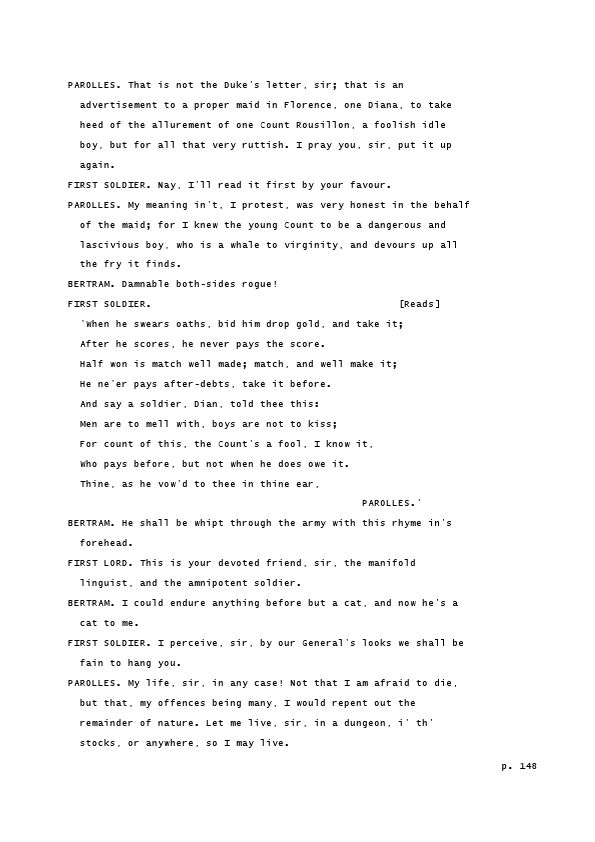 PAROLLES. That is not the Duke's letter, sir; that is an
advertisement to a proper maid in Florence, one Diana, to take
heed of the allurement of one Count Rousillon, a foolish idle
boy, but for all that very ruttish. I pray you, sir, put it up
again.
FIRST SOLDIER. Nay, I'll read it first by your favour.
PAROLLES. My meaning in't, I protest, was very honest in the behalf
of the maid; for I knew the young Count to be a dangerous and
lascivious boy, who is a whale to virginity, and devours up all
the fry it finds.
BERTRAM. Damnable both-sides rogue!
FIRST SOLDIER. [Reads]
'When he swears oaths, bid him drop gold, and take it;
After he scores, he never pays the score.
Half won is match well made; match, and well make it;
He ne'er pays after-debts, take it before.
And say a soldier, Dian, told thee this:
Men are to mell with, boys are not to kiss;
For count of this, the Count's a fool, I know it,
Who pays before, but not when he does owe it.
Thine, as he vow'd to thee in thine ear,
PAROLLES.'
BERTRAM. He shall be whipt through the army with this rhyme in's
forehead.
FIRST LORD. This is your devoted friend, sir, the manifold
linguist, and the amnipotent soldier.
BERTRAM. I could endure anything before but a cat, and now he's a
cat to me.
FIRST SOLDIER. I perceive, sir, by our General's looks we shall be
fain to hang you.
PAROLLES. My life, sir, in any case! Not that I am afraid to die,
but that, my offences being many, I would repent out the
remainder of nature. Let me live, sir, in a dungeon, i' th'
stocks, or anywhere, so I may live.
p. 148